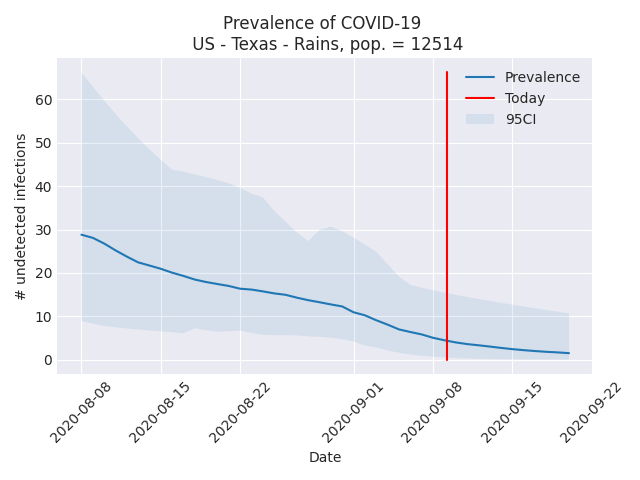 Prevalence of COVID-19
US - Texas - Rains, pop. = 12514
Prevalence
Today
95CI
# undetected infections
60
50
40
30
20
10
0
2020-08-08
2020-08-15
2020-08-22
2020-09-01
2020-09-08
2020-09-15
2020-09-22
Date